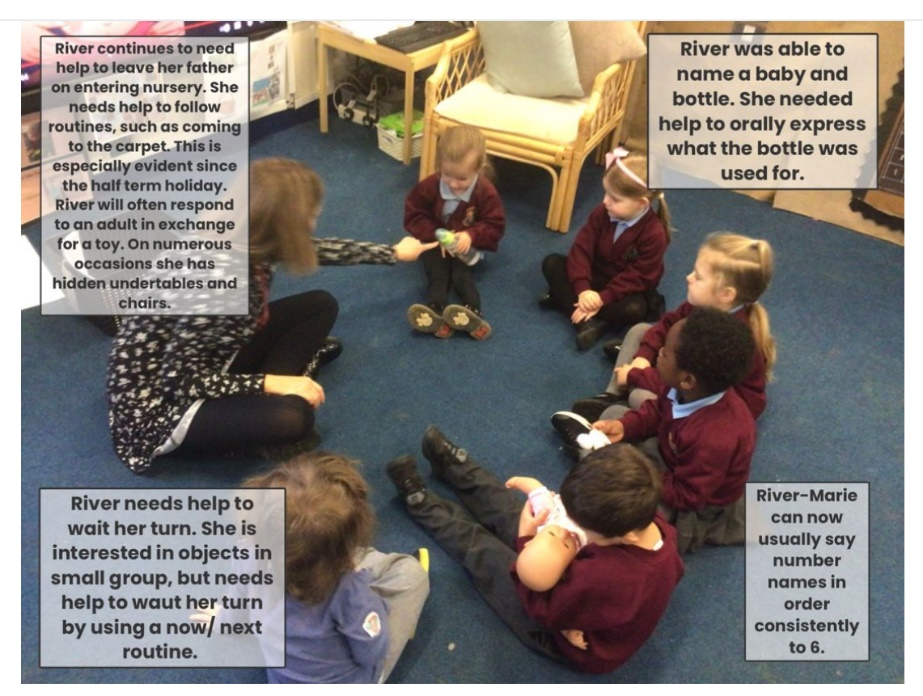 River continues to need
help to leave her father
on entering nursery. She
needs help to follow
routines, such as coming
to the carpet. This is
especially evident since
the half term holiday.
River will often respond
to an adult in exchange
for a toy. On numerous
occasions she has
hidden undertables and
chairs.
River was able to
name a baby and
bottle. She needed
help to orally express
what the bottle was
used for.
River needs help to
wait her turn. She is
interested in objects in
small group, but needs
help to waut her turn
by using a now/ next
routine.
River-Marie
can now
usually say
number
names in
order
consistently
to 6.